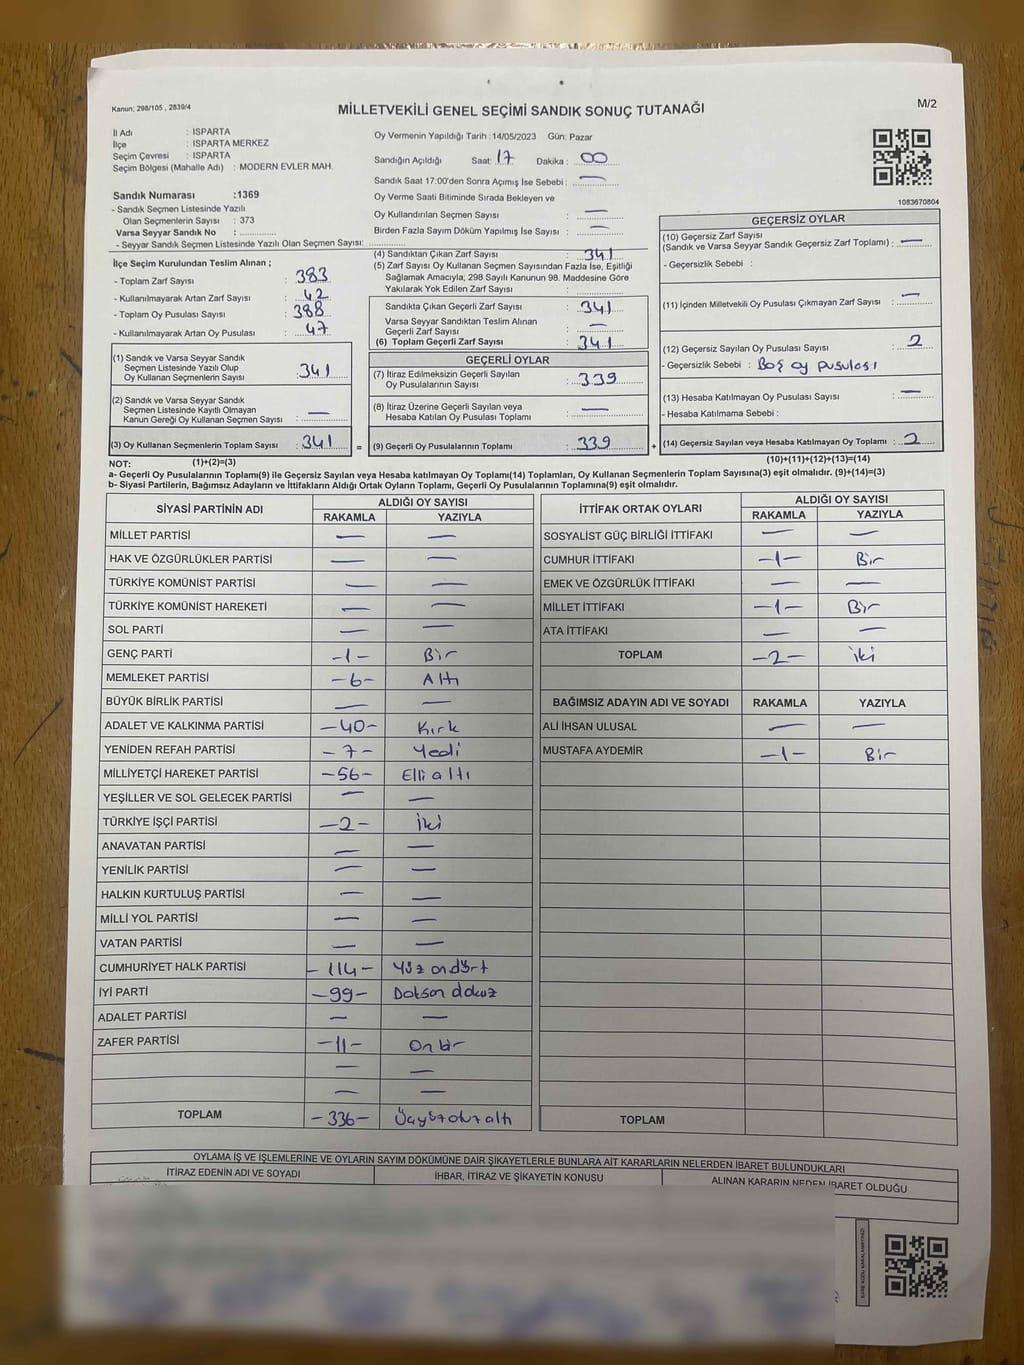 Kanun; 298/105 , 2839/4
MİLLETVEKİLİ GENEL SEÇİMİ SANDIK SONUÇ TUTANAĞI
M/2
İl Adı : ISPARTA
İlçe : ISPARTA MERKEZ
Seçim Çevresi : ISPARTA
Seçim Bölgesi (Mahalle Adı) : MODERN EVLER MAH.
Sandık Numarası :1369
- Sandık Seçmen Listesinde Yazılı
Olan Seçmenlerin Sayısı : 373
Varsa Seyyar Sandık No :
- Seyyar Sandık Seçmen Listesinde Yazılı Olan Seçmen Sayısı:
İlçe Seçim Kurulundan Teslim Alınan ;
- Toplam Zarf Sayısı : 383
- Kullanılmayarak Artan Zarf Sayısı : 42
- Toplam Oy Pusulası Sayısı : 388
- Kullanılmayarak Artan Oy Pusulası : 47
(1) Sandık ve Varsa Seyyar Sandık
Seçmen Listesinde Yazılı Olup
Oy Kullanan Seçmenlerin Sayısı : 341
(2) Sandık ve Varsa Seyyar Sandık
Seçmen Listesinde Kayıtlı Olmayan
Kanun Gereği Oy Kullanan Seçmen Sayısı : —
(3) Oy Kullanan Seçmenlerin Toplam Sayısı : 341 =
Oy Vermenin Yapıldığı Tarih :14/05/2023 Gün: Pazar
Sandığın Açıldığı Saat: 17 Dakika : 00
Sandık Saat 17:00'den Sonra Açımış İse Sebebi : —
Oy Verme Saati Bitiminde Sırada Bekleyen ve
Oy Kullandırılan Seçmen Sayısı : —
Birden Fazla Sayım Döküm Yapılmış İse Sayısı : —
(4) Sandıktan Çıkan Zarf Sayısı : 341
(5) Zarf Sayısı Oy Kullanan Seçmen Sayısından Fazla İse, Eşitliği
Sağlamak Amacıyla; 298 Sayılı Kanunun 98. Maddesine Göre
Yakılarak Yok Edilen Zarf Sayısı :
Sandıkta Çıkan Geçerli Zarf Sayısı : 341
Varsa Seyyar Sandıktan Teslim Alınan
Geçerli Zarf Sayısı : —
(6) Toplam Geçerli Zarf Sayısı : 341
GEÇERLİ OYLAR
(7) İtiraz Edilmeksizin Geçerli Sayılan
Oy Pusulalarının Sayısı : 339
(8) İtiraz Üzerine Geçerli Sayılan veya
Hesaba Katılan Oy Pusulası Toplamı : —
(9) Geçerli Oy Pusulalarının Toplamı : 339 +
1083670804
GEÇERSİZ OYLAR
(10) Geçersiz Zarf Sayısı
(Sandık ve Varsa Seyyar Sandık Geçersiz Zarf Toplamı) : —
- Geçersizlik Sebebi :
(11) İçinden Milletvekili Oy Pusulası Çıkmayan Zarf Sayısı : —
(12) Geçersiz Sayılan Oy Pusulası Sayısı : 2
- Geçersizlik Sebebi : Boş oy pusulası
(13) Hesaba Katılmayan Oy Pusulası Sayısı : —
- Hesaba Katılmama Sebebi :
(14) Geçersiz Sayılan veya Hesaba Katılmayan Oy Toplamı : 2
NOT: (1)+(2)=(3) (10)+(11)+(12)+(13)=(14)
a- Geçerli Oy Pusulalarının Toplamı(9) ile Geçersiz Sayılan veya Hesaba katılmayan Oy Toplamı(14) Toplamları, Oy Kullanan Seçmenlerin Toplam Sayısına(3) eşit olmalıdır. (9)+(14)=(3)
b- Siyasi Partilerin, Bağımsız Adayların ve İttifakların Aldığı Ortak Oyların Toplamı, Geçerli Oy Pusulalarının Toplamına(9) eşit olmalıdır.
SİYASİ PARTİNİN ADI ALDIĞI OY SAYISI
RAKAMLA YAZIYLA
MİLLET PARTİSİ — —
HAK VE ÖZGÜRLÜKLER PARTİSİ — —
TÜRKİYE KOMÜNİST PARTİSİ — —
TÜRKİYE KOMÜNİST HAREKETİ — —
SOL PARTİ — —
GENÇ PARTİ -1- Bir
MEMLEKET PARTİSİ -6- Altı
BÜYÜK BİRLİK PARTİSİ — —
ADALET VE KALKINMA PARTİSİ -40- Kırk
YENİDEN REFAH PARTİSİ -7- Yedi
MİLLİYETÇİ HAREKET PARTİSİ -56- Elli altı
YEŞİLLER VE SOL GELECEK PARTİSİ — —
TÜRKİYE İŞÇİ PARTİSİ -2- İki
ANAVATAN PARTİSİ — —
YENİLİK PARTİSİ — —
HALKIN KURTULUŞ PARTİSİ — —
MİLLİ YOL PARTİSİ — —
VATAN PARTİSİ — —
CUMHURİYET HALK PARTİSİ -114- Yüz ondört
İYİ PARTİ -99- Doksan dokuz
ADALET PARTİSİ — —
ZAFER PARTİSİ -11- Onbir
— —
— —
TOPLAM -336- Üçyüzotuzaltı
İTTİFAK ORTAK OYLARI ALDIĞI OY SAYISI
RAKAMLA YAZIYLA
SOSYALİST GÜÇ BİRLİĞİ İTTİFAKI — —
CUMHUR İTTİFAKI -1- Bir
EMEK VE ÖZGÜRLÜK İTTİFAKI — —
MİLLET İTTİFAKI -1- Bir
ATA İTTİFAKI — —
TOPLAM -2- iki
BAĞIMSIZ ADAYIN ADI VE SOYADI RAKAMLA YAZIYLA
ALİ İHSAN ULUSAL — —
MUSTAFA AYDEMİR -1- Bir
TOPLAM
OYLAMA İŞ VE İŞLEMLERİNE VE OYLARIN SAYIM DÖKÜMÜNE DAİR ŞİKAYETLERLE BUNLARA AİT KARARLARIN NELERDEN İBARET BULUNDUKLARI
İTİRAZ EDENİN ADI VE SOYADI İHBAR, İTİRAZ VE ŞİKAYETİN KONUSU ALINAN KARARIN NEDEN İBARET OLDUĞU